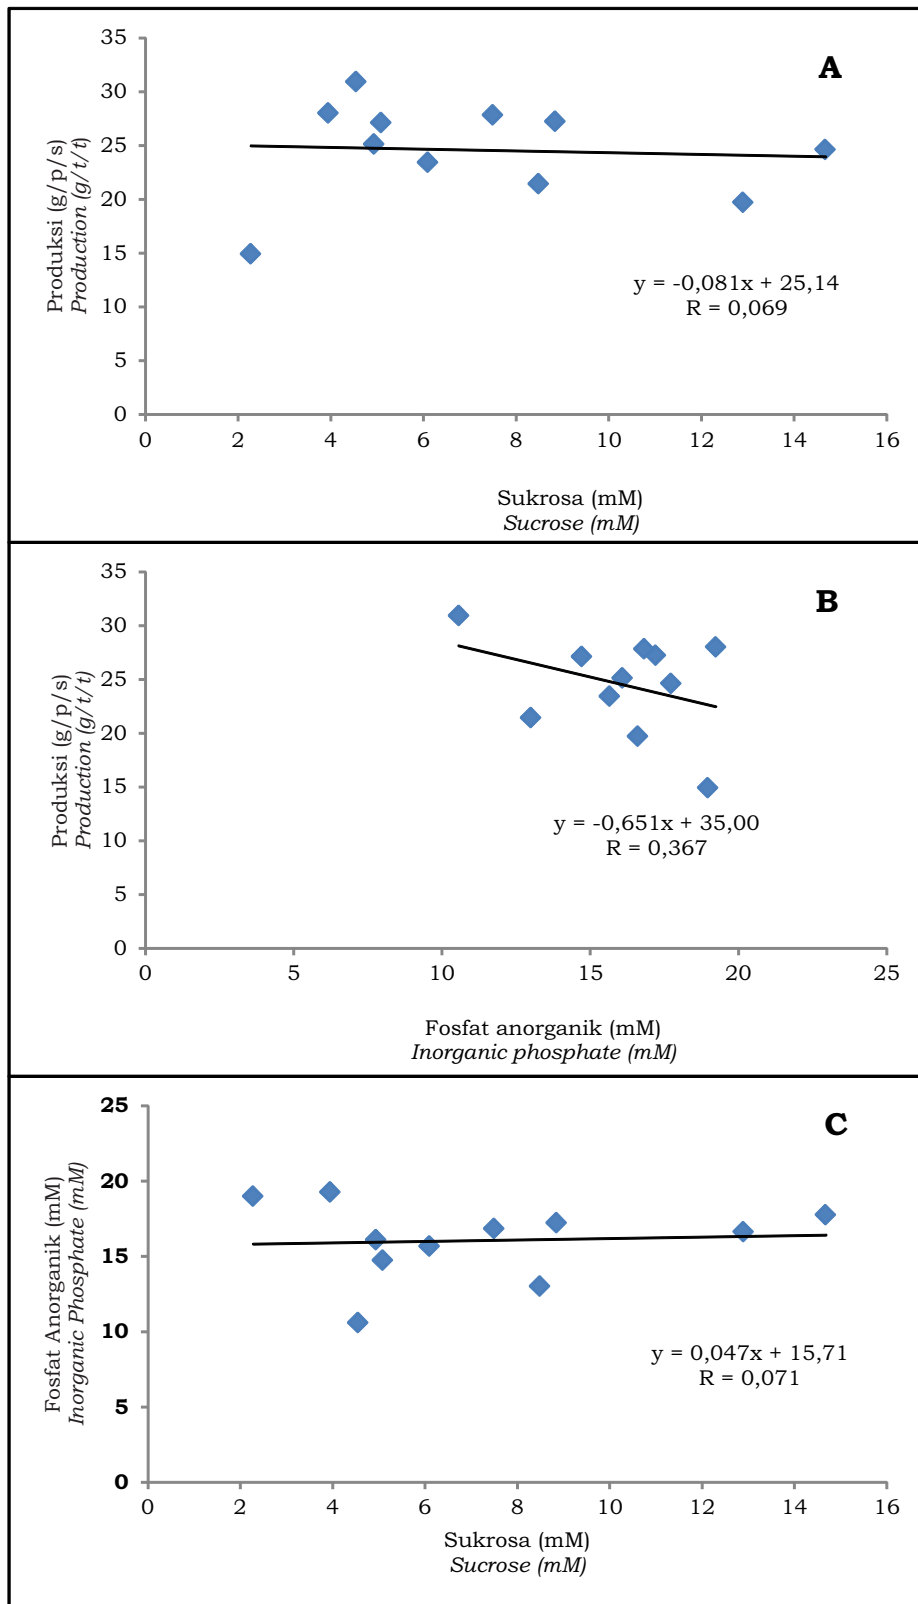 35
30
25
20
15
10
5
0
Produksi (g/p/s)
Production (g/t/t)
A
y = -0,081x + 25,14
R = 0,069
0 2 4 6 8 10 12 14 16
Sukrosa (mM)
Sucrose (mM)
35
30
25
20
15
10
5
0
Produksi (g/p/s)
Production (g/t/t)
B
y = -0,651x + 35,00
R = 0,367
0 5 10 15 20 25
Fosfat anorganik (mM)
Inorganic phosphate (mM)
25
20
15
10
5
0
Fosfat Anorganik (mM)
Inorganic Phosphate (mM)
C
y = 0,047x + 15,71
R = 0,071
0 2 4 6 8 10 12 14 16
Sukrosa (mM)
Sucrose (mM)